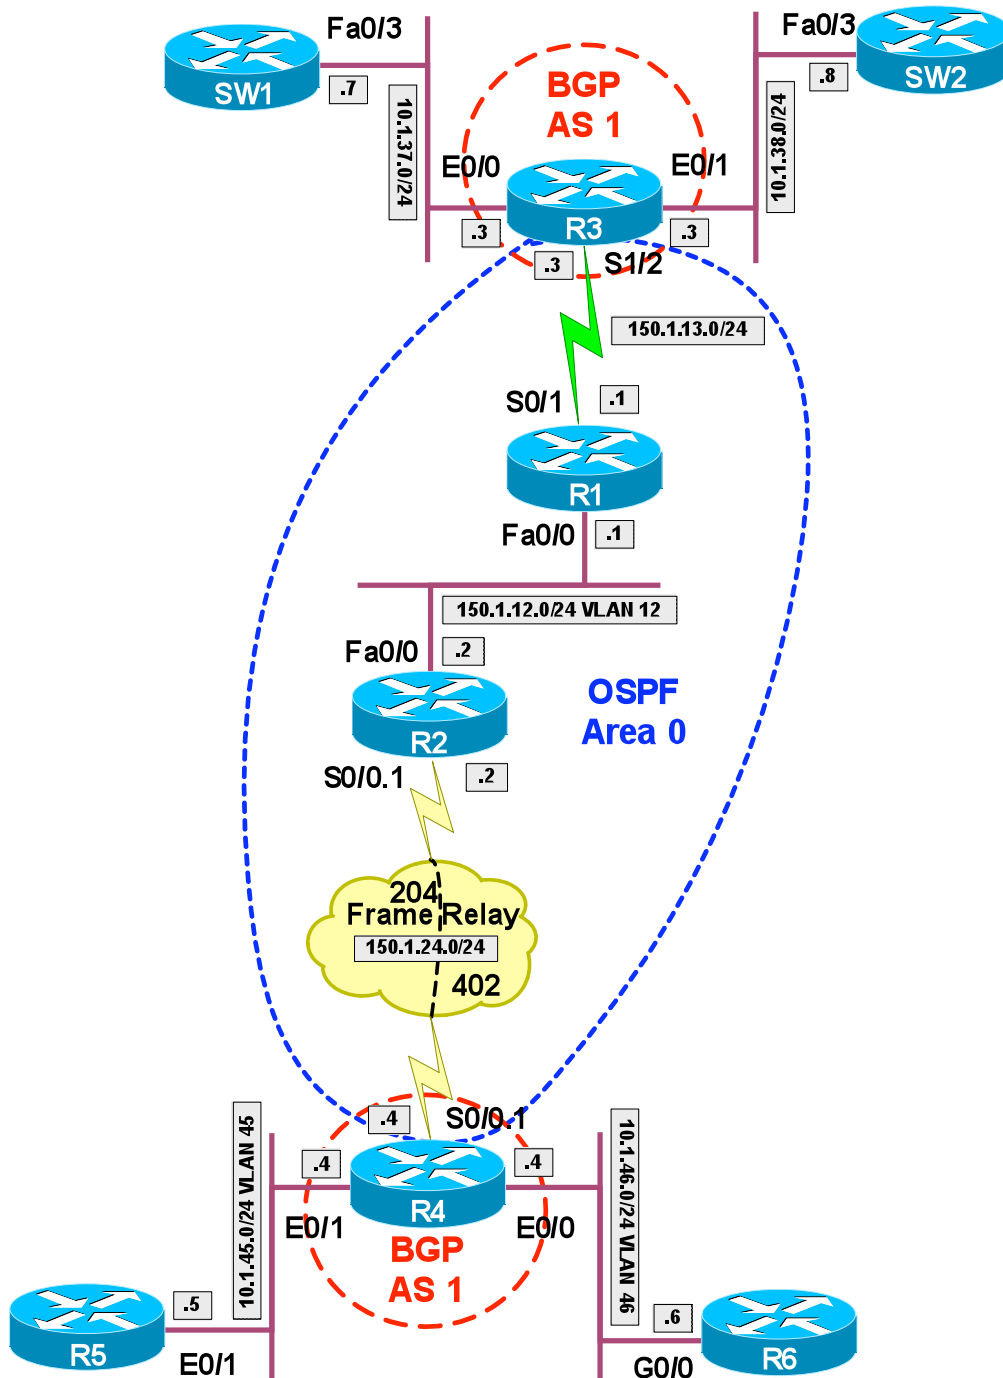 Fa0/3
Fa0/3
SW1
.7
.8
SW2
BGP
AS 1
10.1.37.0/24
10.1.38.0/24
E0/0
E0/1
R3
.3
.3
.3
S1/2
150.1.13.0/24
S0/1
.1
R1
Fa0/0
.1
150.1.12.0/24 VLAN 12
Fa0/0
.2
R2
OSPF
Area 0
S0/0.1
.2
204
Frame Relay
150.1.24.0/24
402
.4
S0/0.1
10.1.45.0/24 VLAN 45
10.1.46.0/24 VLAN 46
.4
.4
R4
E0/1
E0/0
BGP
AS 1
.5
R5
E0/1
.6
G0/0
R6